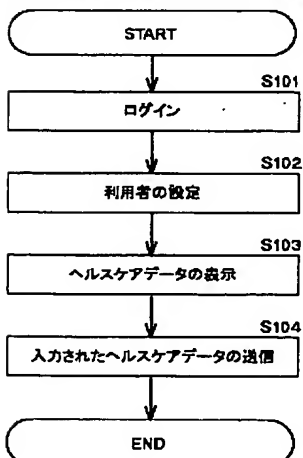 START
S101
ログイン
S102
利用者の設定
S103
ヘルスケアデータの表示
S104
入力されたヘルスケアデータの送信
END